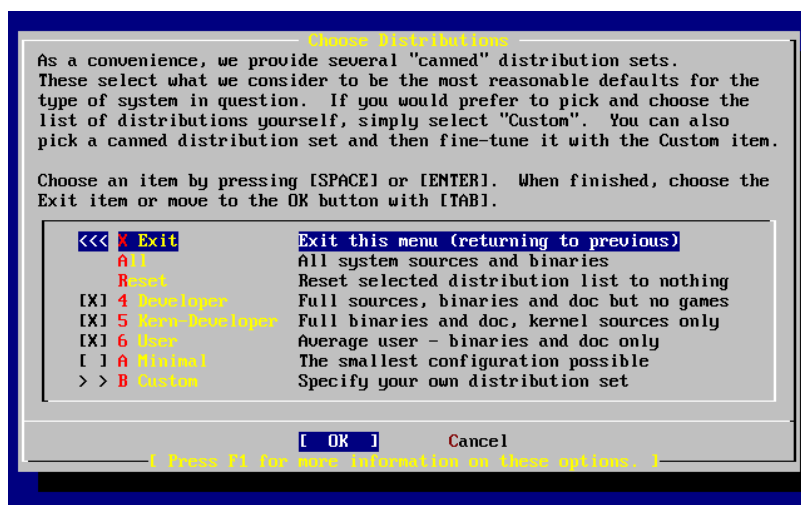 Choose Distributions
As a convenience, we provide several "canned" distribution sets.
These select what we consider to be the most reasonable defaults for the
type of system in question.  If you would prefer to pick and choose the
list of distributions yourself, simply select "Custom".  You can also
pick a canned distribution set and then fine-tune it with the Custom item.
Choose an item by pressing [SPACE] or [ENTER].  When finished, choose the
Exit item or move to the OK button with [TAB].
<<< X Exit Exit this menu (returning to previous)
All All system sources and binaries
Reset Reset selected distribution list to nothing
[X] 4 Developer Full sources, binaries and doc but no games
[X] 5 Kern-Developer Full binaries and doc, kernel sources only
[X] 6 User Average user - binaries and doc only
[ ] A Minimal The smallest configuration possible
> > B Custom Specify your own distribution set
[ OK ] Cancel
[ Press F1 for more information on these options. ]